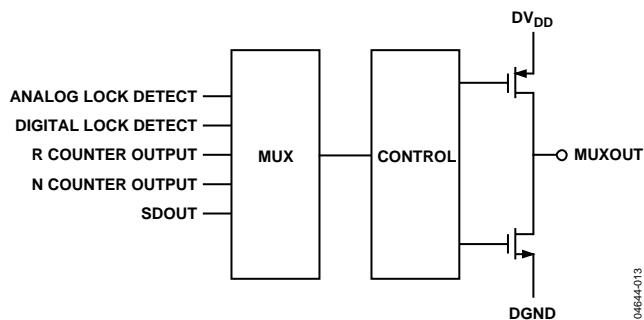 DVDD
ANALOG LOCK DETECT
DIGITAL LOCK DETECT
R COUNTER OUTPUT
N COUNTER OUTPUT
SDOUT
MUX
CONTROL
MUXOUT
DGND
04644-013